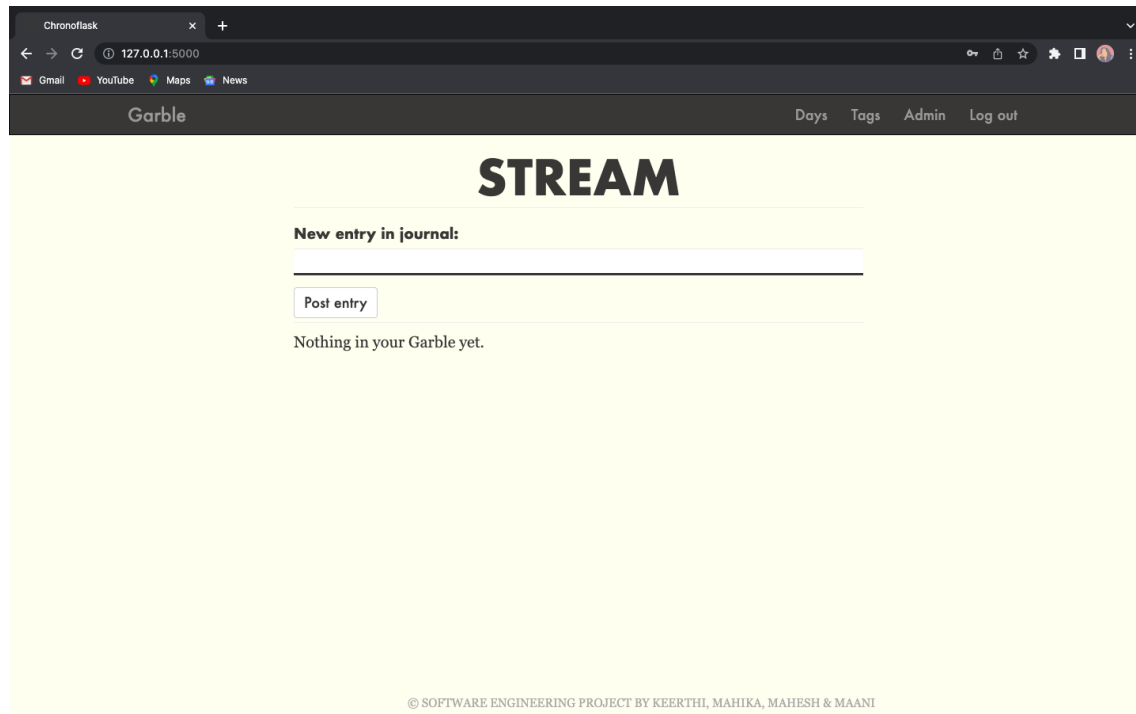 Chronoflask
127.0.0.1:5000
Gmail YouTube Maps News
Garble Days Tags Admin Log out
STREAM
New entry in journal:
Post entry
Nothing in your Garble yet.
© SOFTWARE ENGINEERING PROJECT BY KEERTHI, MAHIKA, MAHESH & MAANI